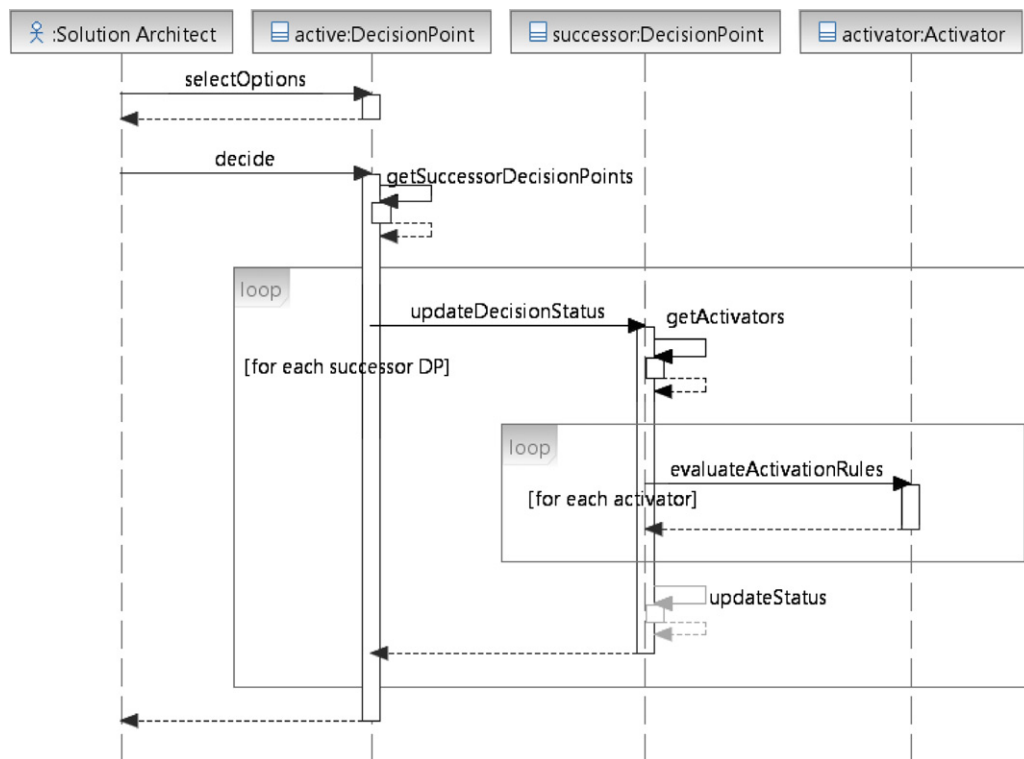 :Solution Architect
active:DecisionPoint
successor:DecisionPoint
activator:Activator
selectOptions
decide
getSuccessorDecisionPoints
loop
updateDecisionStatus
getActivators
[for each successor DP]
loop
evaluateActivationRules
[for each activator]
updateStatus